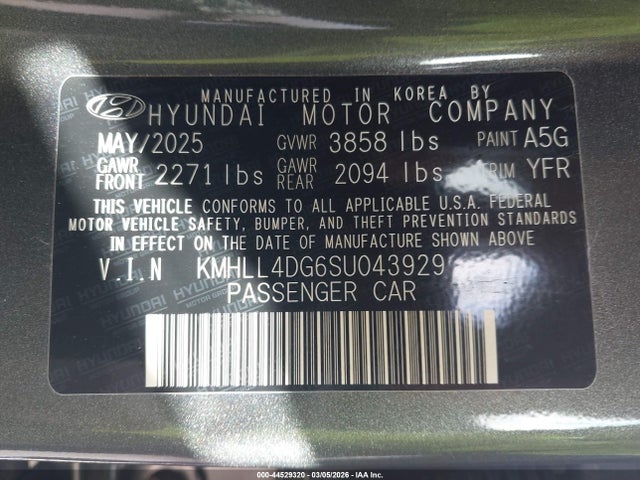 MANUFACTURED IN KOREA BY
HYUNDAI MOTOR COMPANY
MAY/2025 GVWR 3858 lbs PAINT A5G
GAWR FRONT 2271 lbs GAWR REAR 2094 lbs TRIM YFR
THIS VEHICLE CONFORMS TO ALL APPLICABLE U.S.A. FEDERAL
MOTOR VEHICLE SAFETY, BUMPER, AND THEFT PREVENTION STANDARDS
IN EFFECT ON THE DATE OF MANUFACTURE SHOWN ABOVE
V.I.N KMHLL4DG6SU043929
PASSENGER CAR
000-44529320 - 03/05/2026 - IAA Inc.